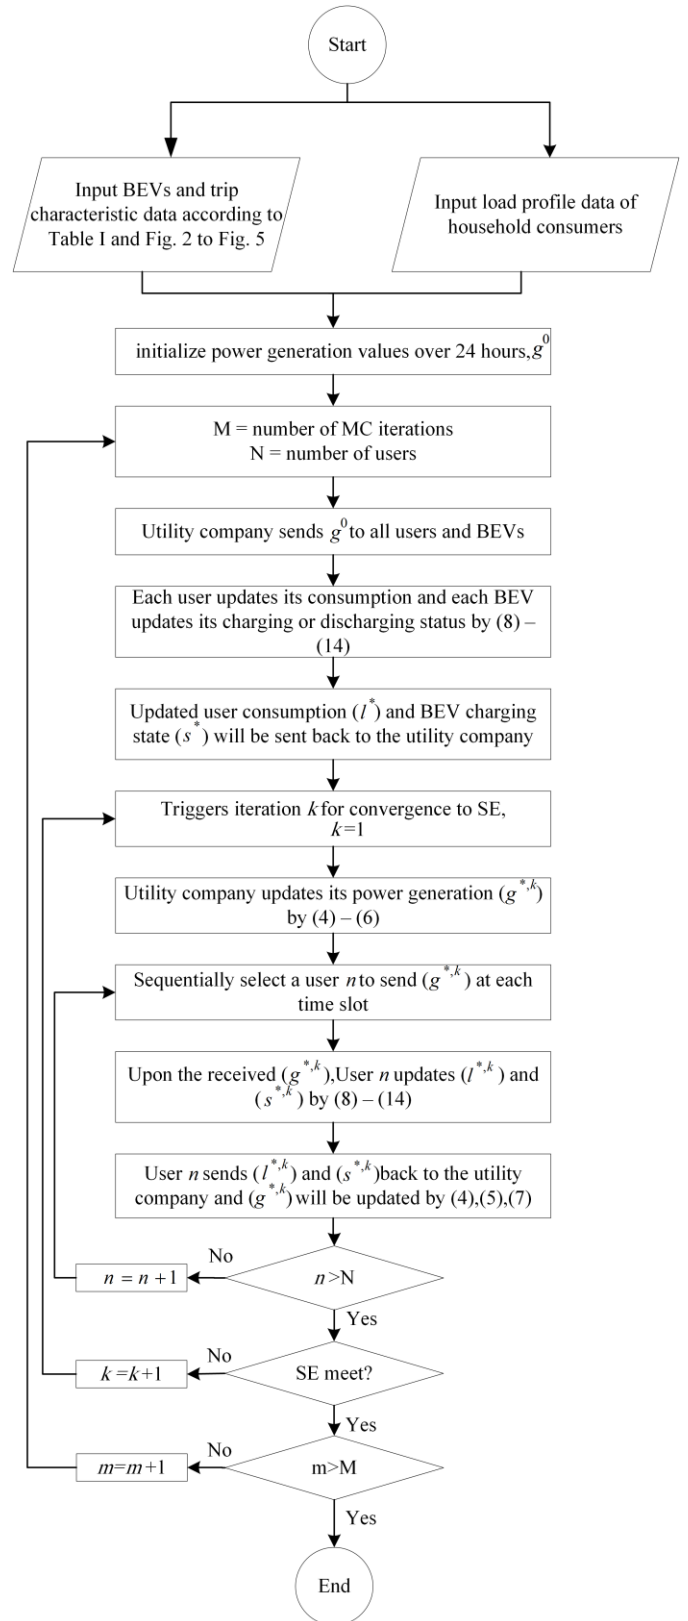 Start
Input BEVs and trip
characteristic data according to
Table I and Fig. 2 to Fig. 5
Input load profile data of
household consumers
initialize power generation values over 24 hours,g^0
M = number of MC iterations
N = number of users
Utility company sends g^0 to all users and BEVs
Each user updates its consumption and each BEV
updates its charging or discharging status by (8) –
(14)
Updated user consumption (l^*) and BEV charging
state (s^*) will be sent back to the utility company
Triggers iteration k for convergence to SE,
k=1
Utility company updates its power generation (g^{*,k})
by (4) – (6)
Sequentially select a user n to send (g^{*,k}) at each
time slot
Upon the received (g^{*,k}),User n updates (l^{*,k}) and
(s^{*,k}) by (8) – (14)
User n sends (l^{*,k}) and (s^{*,k})back to the utility
company and (g^{*,k}) will be updated by (4),(5),(7)
No
n = n+1
n>N
Yes
No
k=k+1
SE meet?
Yes
No
m=m+1
m>M
Yes
End